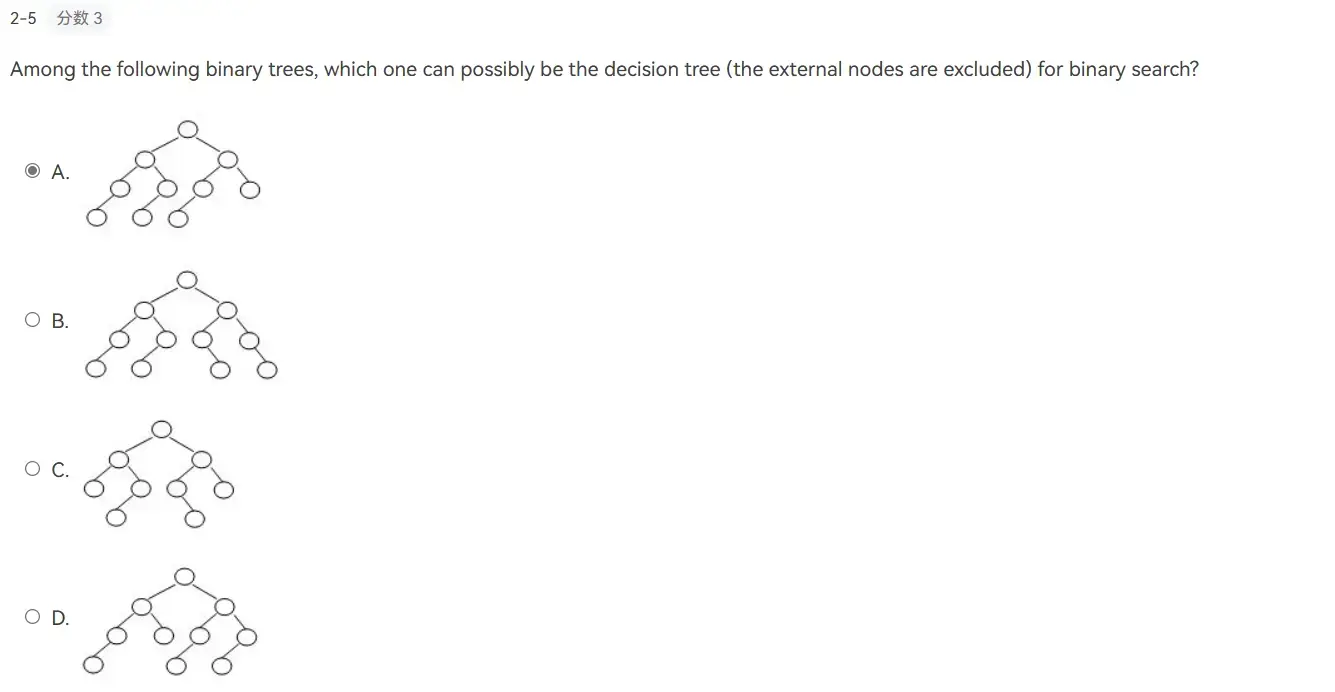 2-5 分数 3
Among the following binary trees, which one can possibly be the decision tree (the external nodes are excluded) for binary search?
A.
B.
C.
D.